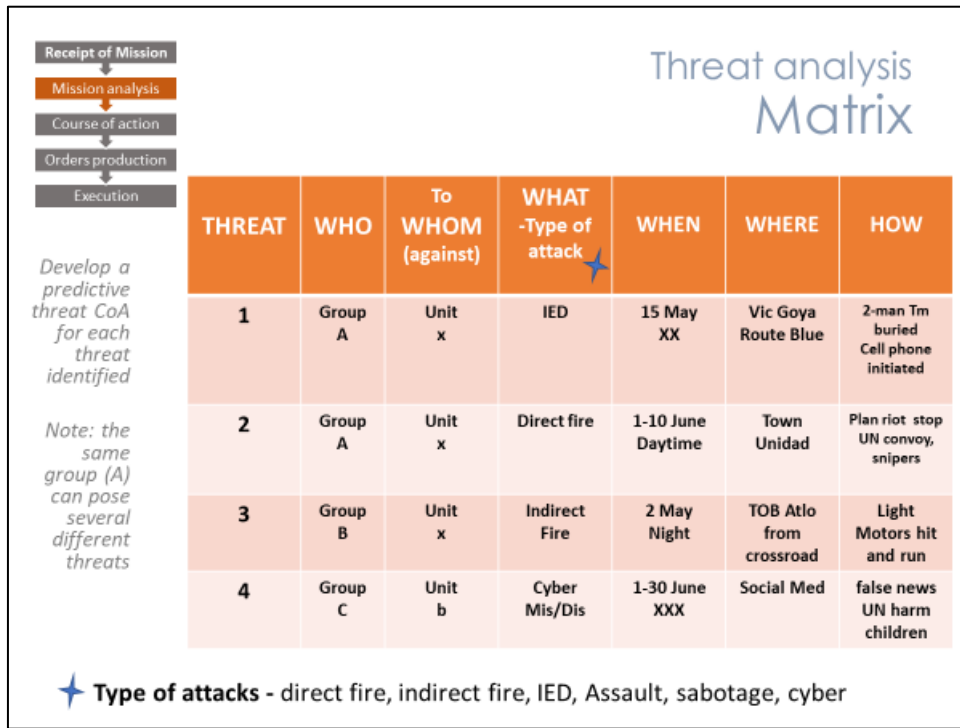 Receipt of Mission
Mission analysis
Course of action
Orders production
Execution
Threat analysis
Matrix
Develop a
predictive
threat CoA
for each
threat
identified
Note: the
same
group (A)
can pose
several
different
threats
THREAT
WHO
To
WHOM
(against)
WHAT
-Type of
attack
WHEN
WHERE
HOW
1
Group
A
Unit
x
IED
15 May
XX
Vic Goya
Route Blue
2-man Tm
buried
Cell phone
initiated
2
Group
A
Unit
x
Direct fire
1-10 June
Daytime
Town
Unidad
Plan riot stop
UN convoy,
snipers
3
Group
B
Unit
x
Indirect
Fire
2 May
Night
TOB Atlo
from
crossroad
Light
Motors hit
and run
4
Group
C
Unit
b
Cyber
Mis/Dis
1-30 June
XXX
Social Med
false news
UN harm
children
Type of attacks - direct fire, indirect fire, IED, Assault, sabotage, cyber